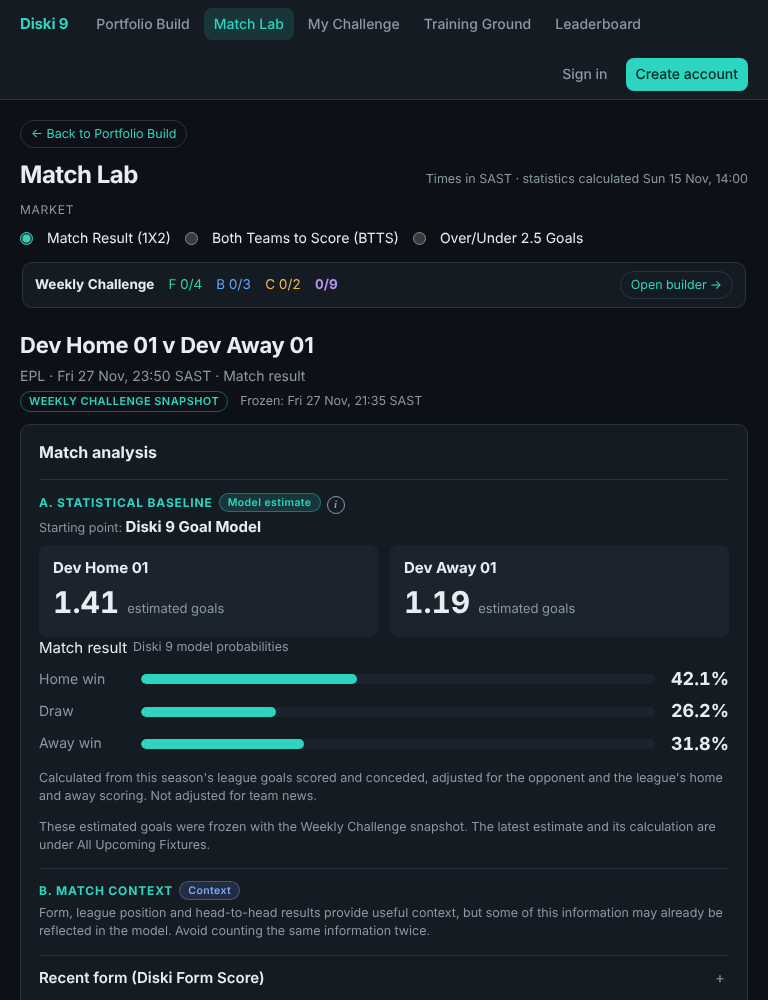 Diski 9 Portfolio Build Match Lab My Challenge Training Ground Leaderboard
Sign in Create account
← Back to Portfolio Build
Match Lab Times in SAST · statistics calculated Sun 15 Nov, 14:00
MARKET
Match Result (1X2) Both Teams to Score (BTTS) Over/Under 2.5 Goals
Weekly Challenge F 0/4 B 0/3 C 0/2 0/9 Open builder →
Dev Home 01 v Dev Away 01
EPL · Fri 27 Nov, 23:50 SAST · Match result
WEEKLY CHALLENGE SNAPSHOT Frozen: Fri 27 Nov, 21:35 SAST
Match analysis
A. STATISTICAL BASELINE Model estimate i
Starting point: Diski 9 Goal Model
Dev Home 01 Dev Away 01
1.41 estimated goals 1.19 estimated goals
Match result Diski 9 model probabilities
Home win 42.1%
Draw 26.2%
Away win 31.8%
Calculated from this season's league goals scored and conceded, adjusted for the opponent and the league's home
and away scoring. Not adjusted for team news.
These estimated goals were frozen with the Weekly Challenge snapshot. The latest estimate and its calculation are
under All Upcoming Fixtures.
B. MATCH CONTEXT Context
Form, league position and head-to-head results provide useful context, but some of this information may already be
reflected in the model. Avoid counting the same information twice.
Recent form (Diski Form Score) +